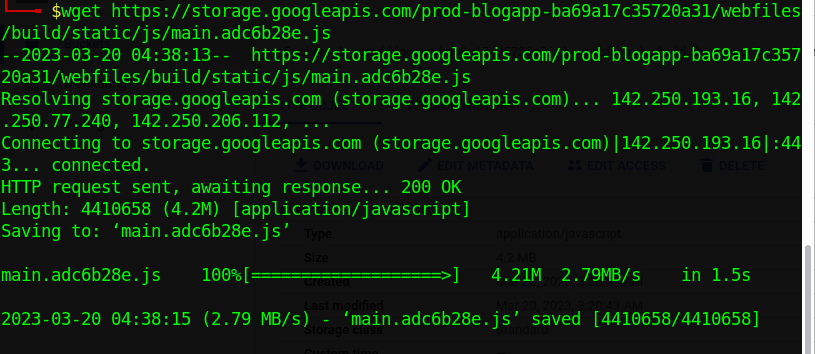 $wget https://storage.googleapis.com/prod-blogapp-ba69a17c35720a31/webfiles
/build/static/js/main.adc6b28e.js
--2023-03-20 04:38:13--  https://storage.googleapis.com/prod-blogapp-ba69a17c357
20a31/webfiles/build/static/js/main.adc6b28e.js
Resolving storage.googleapis.com (storage.googleapis.com)... 142.250.193.16, 142
.250.77.240, 142.250.206.112, ...
Connecting to storage.googleapis.com (storage.googleapis.com)|142.250.193.16|:44
3... connected.
DOWNLOAD EDIT METADATA EDIT ACCESS DELETE
HTTP request sent, awaiting response... 200 OK
Length: 4410658 (4.2M) [application/javascript]
Saving to: ‘main.adc6b28e.js’
Type application/javascript
Size 4.2 MB
main.adc6b28e.js    100%[===================>]   4.21M  2.79MB/s    in 1.5s
Created
Last modified
2023-03-20 04:38:15 (2.79 MB/s) - ‘main.adc6b28e.js’ saved [4410658/4410658]
Storage class
Custom time